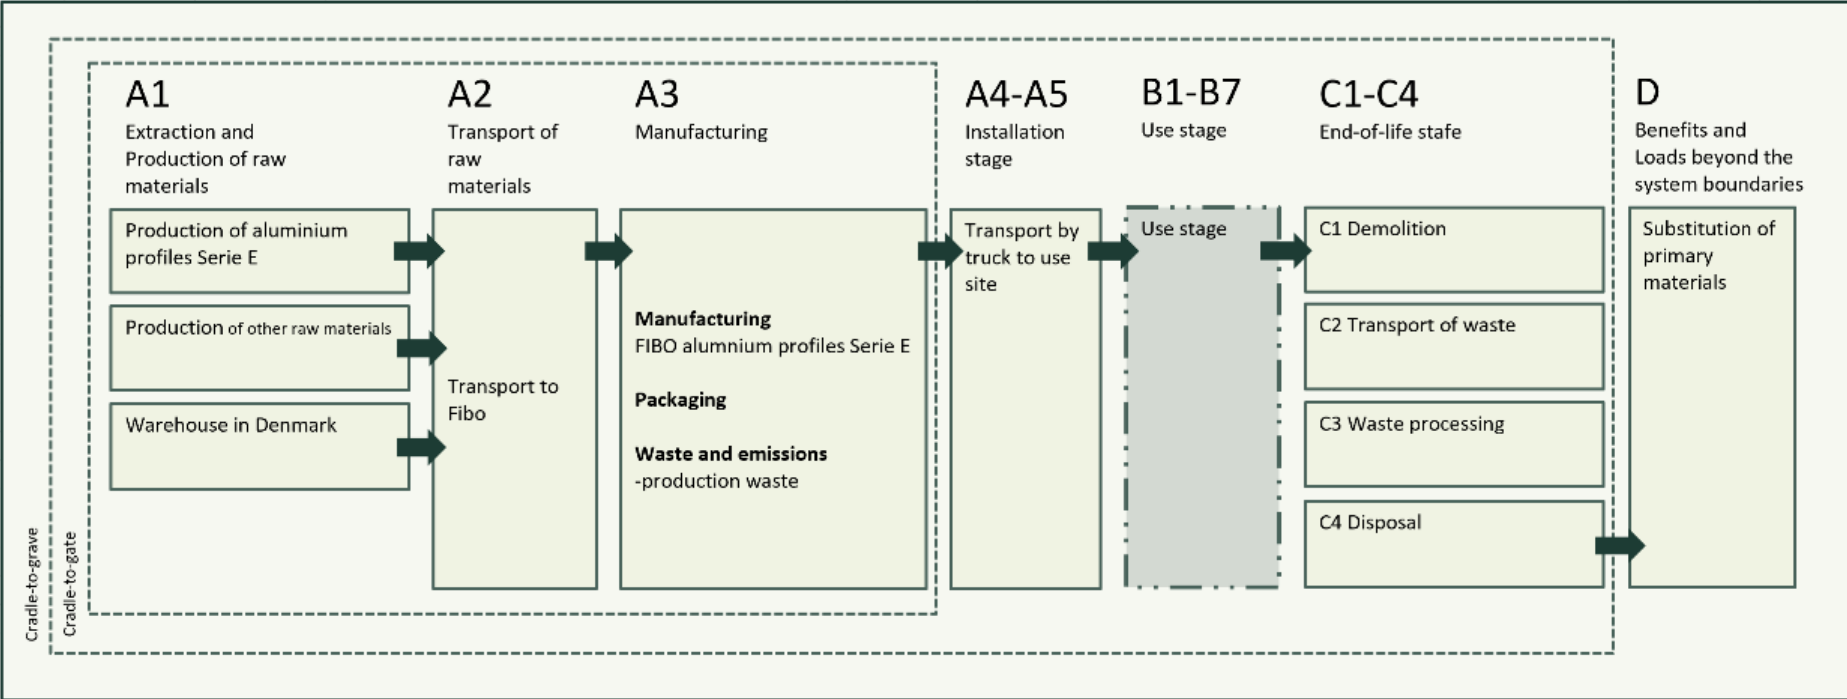 A1
Extraction and
Production of raw
materials
Production of aluminium
profiles Serie E
Production of other raw materials
Warehouse in Denmark
A2
Transport of
raw
materials
Transport to
Fibo
A3
Manufacturing
Manufacturing
FIBO alumnium profiles Serie E
Packaging
Waste and emissions
-production waste
A4-A5
Installation
stage
Transport by
truck to use
site
B1-B7
Use stage
Use stage
C1-C4
End-of-life stafe
C1 Demolition
C2 Transport of waste
C3 Waste processing
C4 Disposal
D
Benefits and
Loads beyond the
system boundaries
Substitution of
primary
materials
Cradle-to-grave
Cradle-to-gate